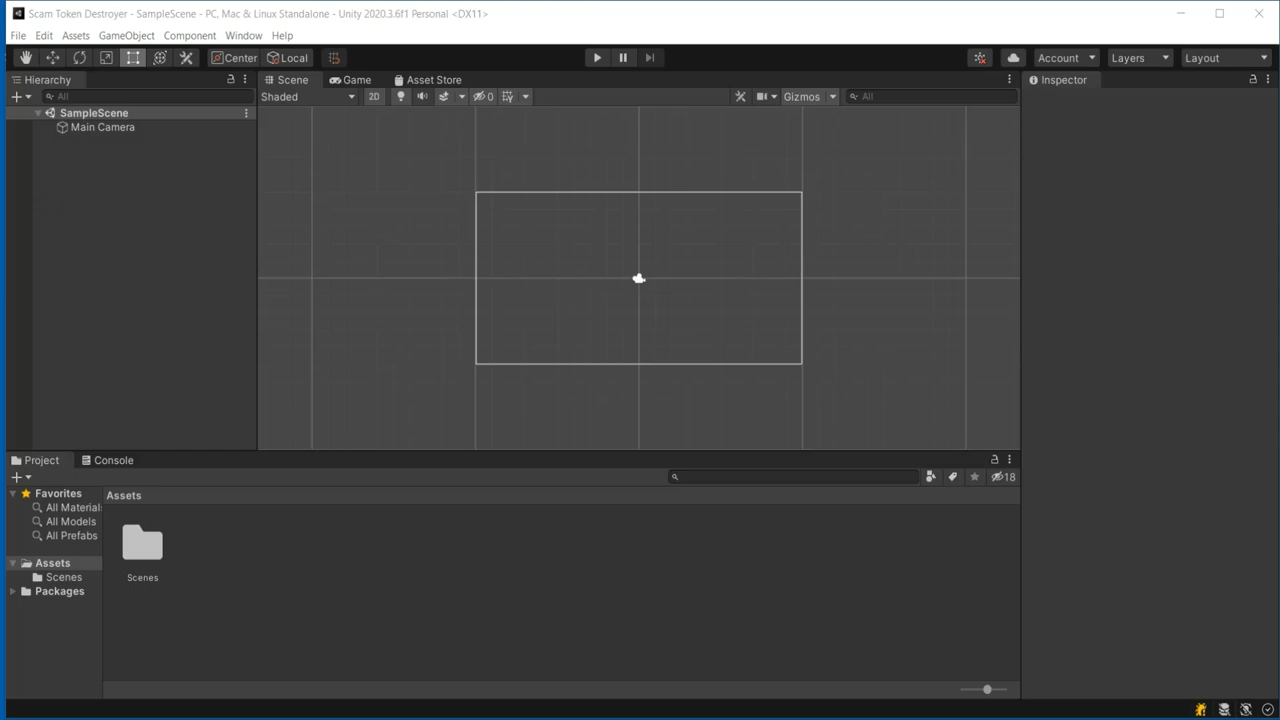 Scam Token Destroyer - SampleScene - PC, Mac & Linux Standalone - Unity 2020.3.6f1 Personal <DX11>
File Edit Assets GameObject Component Window Help
Center Local Account Layers Layout
Hierarchy Scene Game Asset Store Inspector
All Shaded 2D 0 Gizmos All
SampleScene
Main Camera
Project Console
18
Favorites Assets
All Materials
All Models
All Prefabs
Assets
Scenes Scenes
Packages